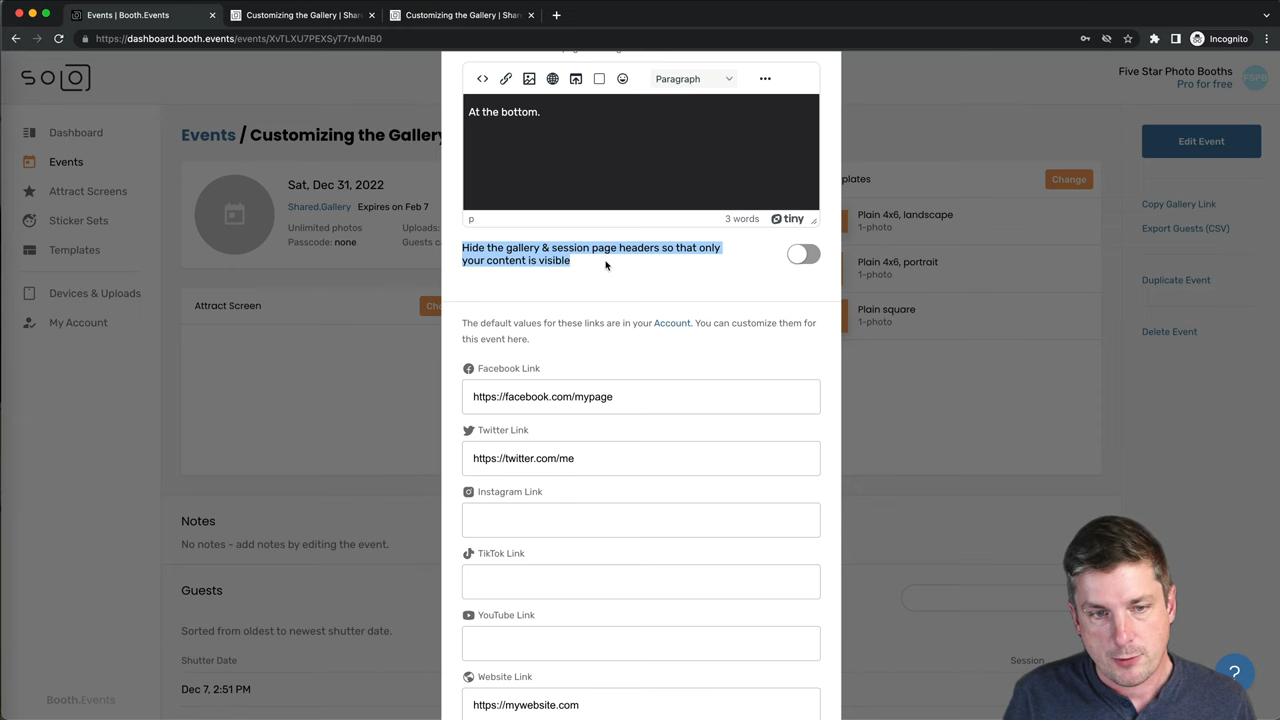 Events | Booth.Events
Customizing the Gallery | Shar
Customizing the Gallery | Shar
https://dashboard.booth.events/events/XvTLXU7PEXSyT7rxMnB0
Incognito
SOLO
Five Star Photo Booths
Pro for free
FSPB
Dashboard
Events
Attract Screens
Sticker Sets
Templates
Devices & Uploads
My Account
Booth.Events
Events / Customizing the Gallery
Sat, Dec 31, 2022
Shared.Gallery Expires on Feb 7
Unlimited photos
Uploads:
Passcode: none
Guests c
Attract Screen
Notes
No notes - add notes by editing the event.
Guests
Sorted from oldest to newest shutter date.
Shutter Date
Session
Dec 7, 2:51 PM
Paragraph
At the bottom.
p
3 words
tiny
Hide the gallery & session page headers so that only
your content is visible
The default values for these links are in your Account. You can customize them for
this event here.
Facebook Link
https://facebook.com/mypage
Twitter Link
https://twitter.com/me
Instagram Link
TikTok Link
YouTube Link
Website Link
https://mywebsite.com
plates
Change
Plain 4x6, landscape
1-photo
Plain 4x6, portrait
1-photo
Plain square
1-photo
Edit Event
Copy Gallery Link
Export Guests (CSV)
Duplicate Event
Delete Event
?